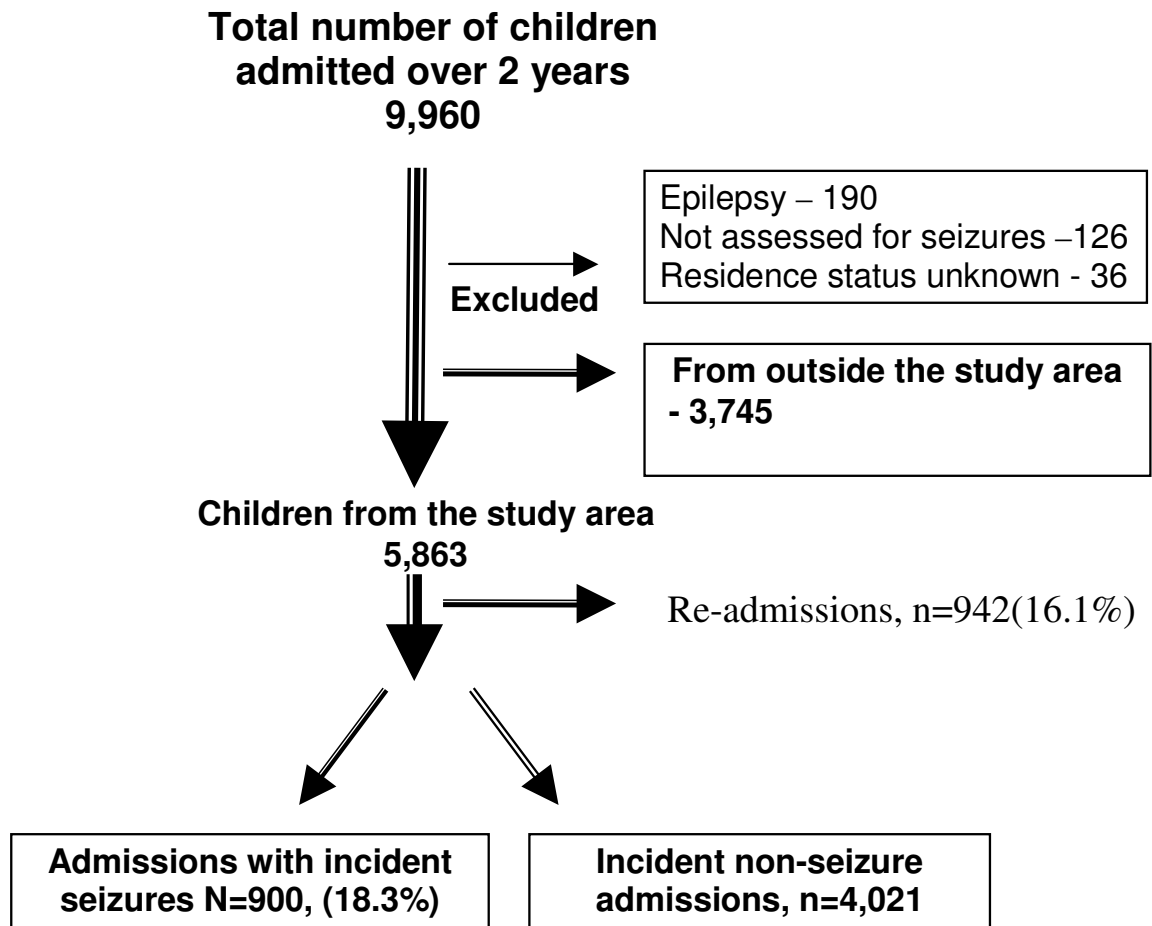 Total number of children
admitted over 2 years
9,960
Epilepsy – 190
Not assessed for seizures –126
Residence status unknown - 36
Excluded
From outside the study area
- 3,745
Children from the study area
5,863
Re-admissions, n=942(16.1%)
Admissions with incident
seizures N=900, (18.3%)
Incident non-seizure
admissions, n=4,021